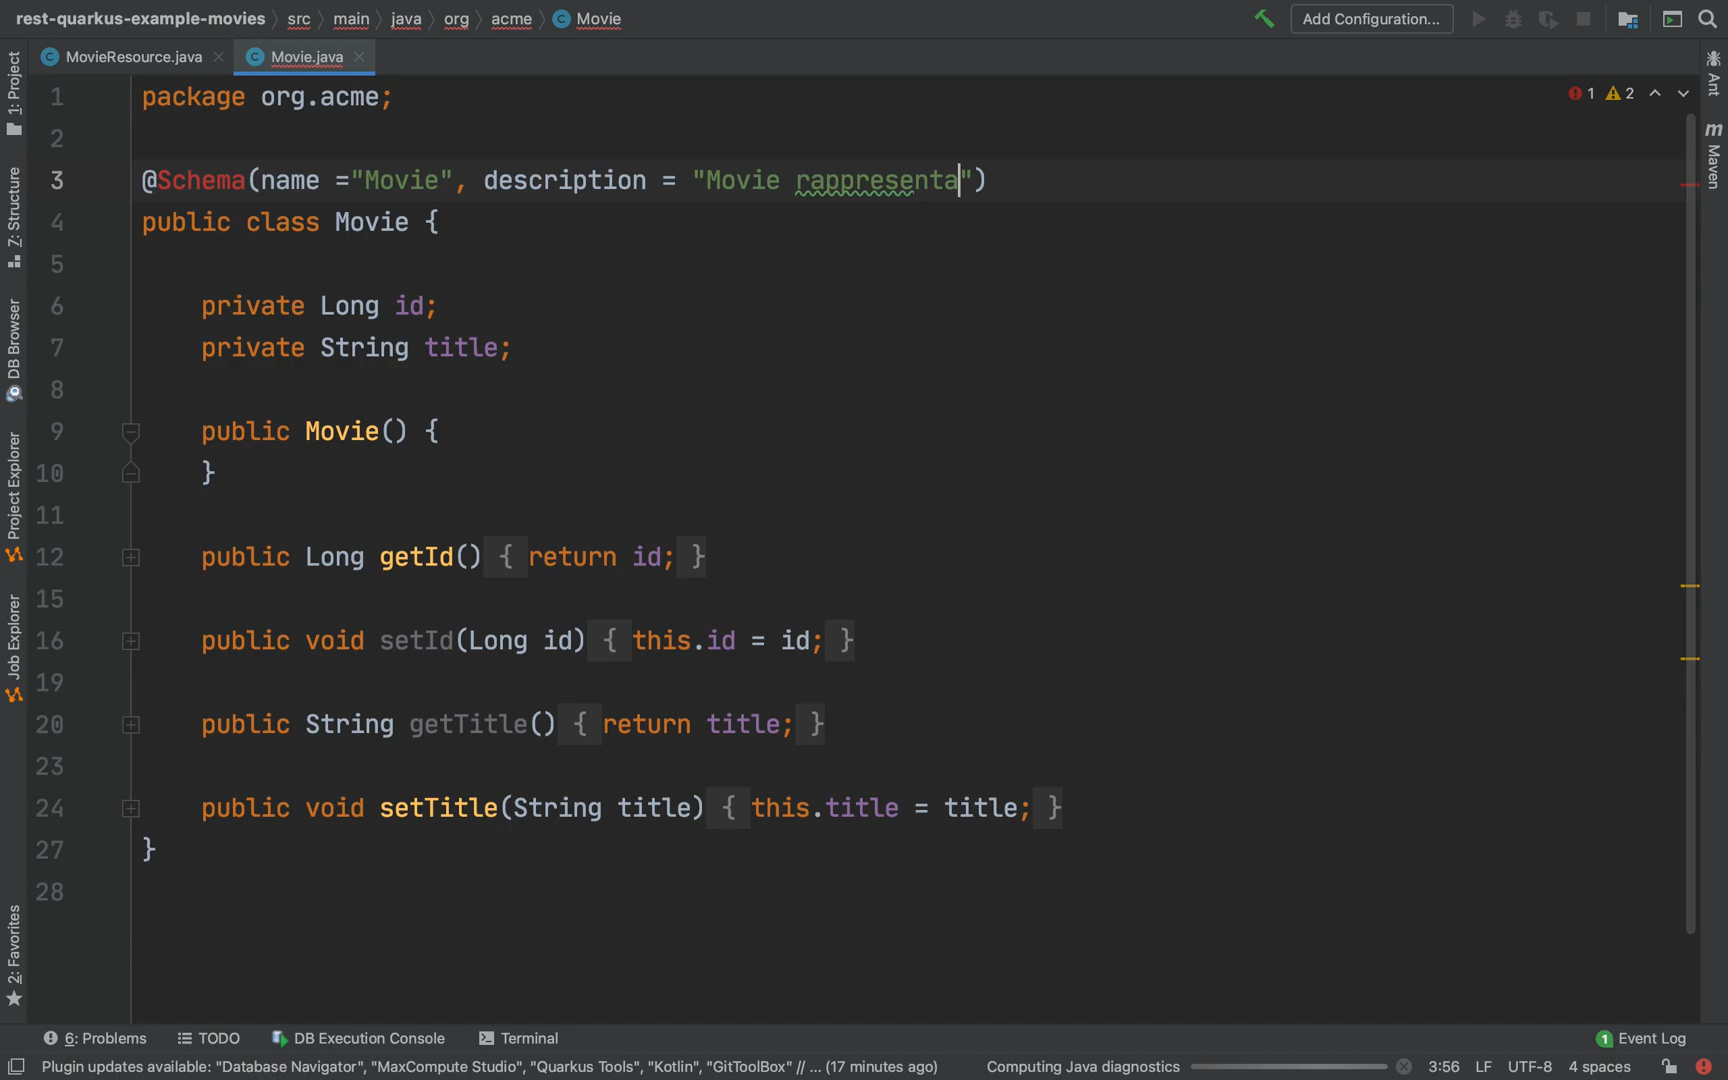 rest-quarkus-example-movies src main java org acme Movie Add Configuration...
MovieResource.java Movie.java
1 package org.acme;
1 2
2
3 @Schema(name ="Movie", description = "Movie rappresenta")
4 public class Movie {
5
6 private Long id;
7 private String title;
8
9 public Movie() {
10 }
11
12 public Long getId() { return id; }
15
16 public void setId(Long id) { this.id = id; }
19
20 public String getTitle() { return title; }
23
24 public void setTitle(String title) { this.title = title; }
27 }
28
1: Project
Z: Structure
DB Browser
Project Explorer
Job Explorer
2: Favorites
Ant
m Maven
6: Problems TODO DB Execution Console Terminal 1 Event Log
Plugin updates available: "Database Navigator", "MaxCompute Studio", "Quarkus Tools", "Kotlin", "GitToolBox" // ... (17 minutes ago) Computing Java diagnostics 3:56 LF UTF-8 4 spaces